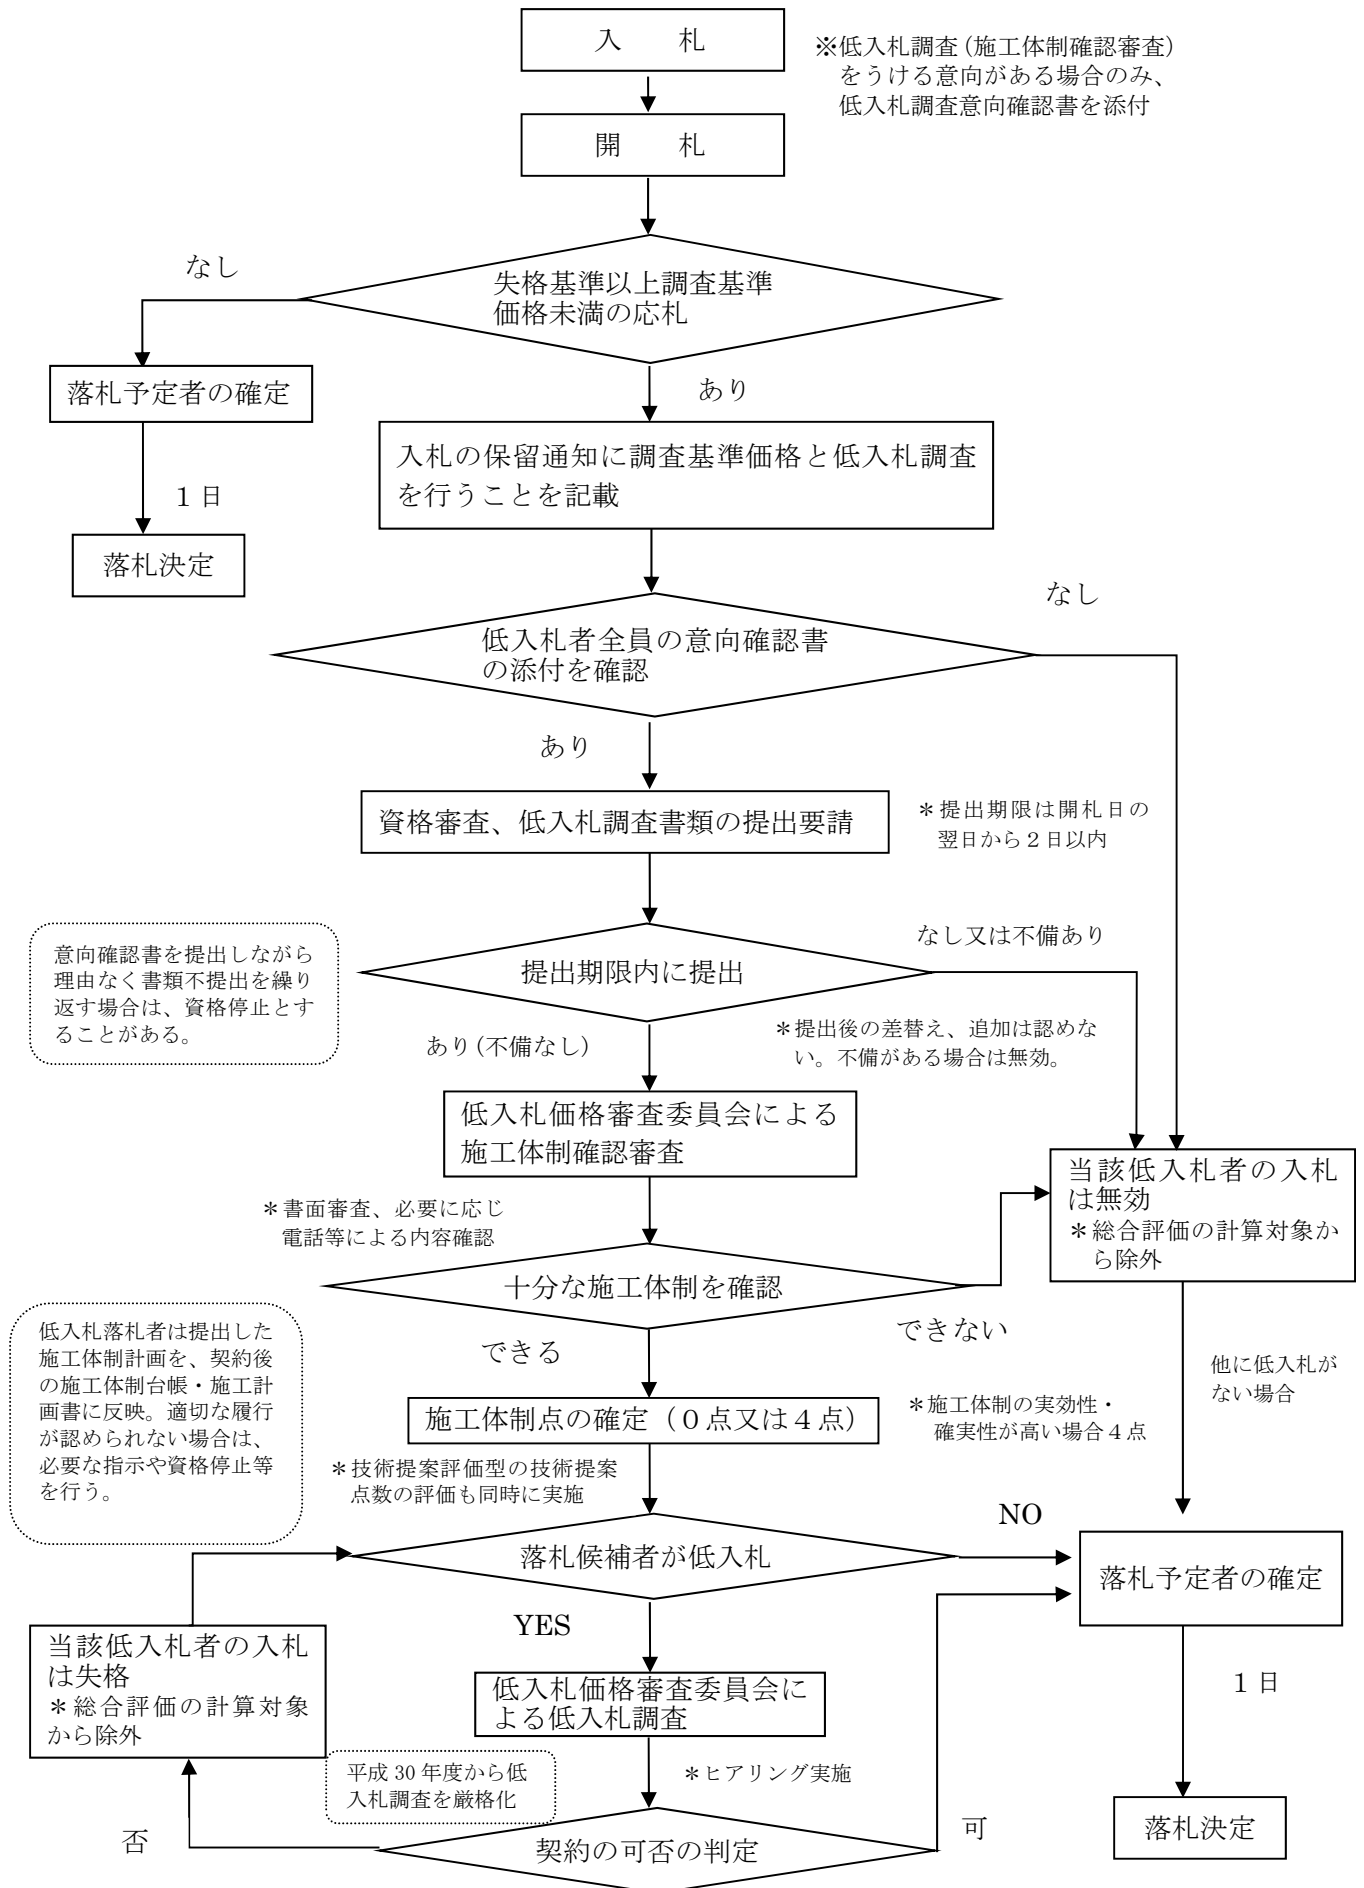 入　札
※低入札調査(施工体制確認審査)
をうける意向がある場合のみ、
低入札調査意向確認書を添付
開　札
なし
失格基準以上調査基準
価格未満の応札
落札予定者の確定
あり
入札の保留通知に調査基準価格と低入札調査
を行うことを記載
１日
落札決定
なし
低入札者全員の意向確認書
の添付を確認
あり
資格審査、低入札調査書類の提出要請
＊提出期限は開札日の
翌日から２日以内
意向確認書を提出しながら
理由なく書類不提出を繰り
返す場合は、資格停止とす
ることがある。
なし又は不備あり
提出期限内に提出
あり(不備なし)
＊提出後の差替え、追加は認めな
い。不備がある場合は無効。
低入札価格審査委員会による
施工体制確認審査
当該低入札者の入札
は無効
＊総合評価の計算対象か
ら除外
＊書面審査、必要に応じ
電話等による内容確認
十分な施工体制を確認
できない
できる
低入札落札者は提出した
施工体制計画を、契約後
の施工体制台帳・施工計
画書に反映。適切な履行
が認められない場合は、
必要な指示や資格停止等
を行う。
他に低入札が
ない場合
施工体制点の確定（０点又は４点）
＊施工体制の実効性・
確実性が高い場合４点
＊技術提案評価型の技術提案
点数の評価も同時に実施
NO
落札候補者が低入札
落札予定者の確定
YES
当該低入札者の入札
は失格
＊総合評価の計算対象
から除外
低入札価格審査委員会に
よる低入札調査
１日
平成 30 年度から低
入札調査を厳格化
＊ヒアリング実施
否
契約の可否の判定
可
落札決定